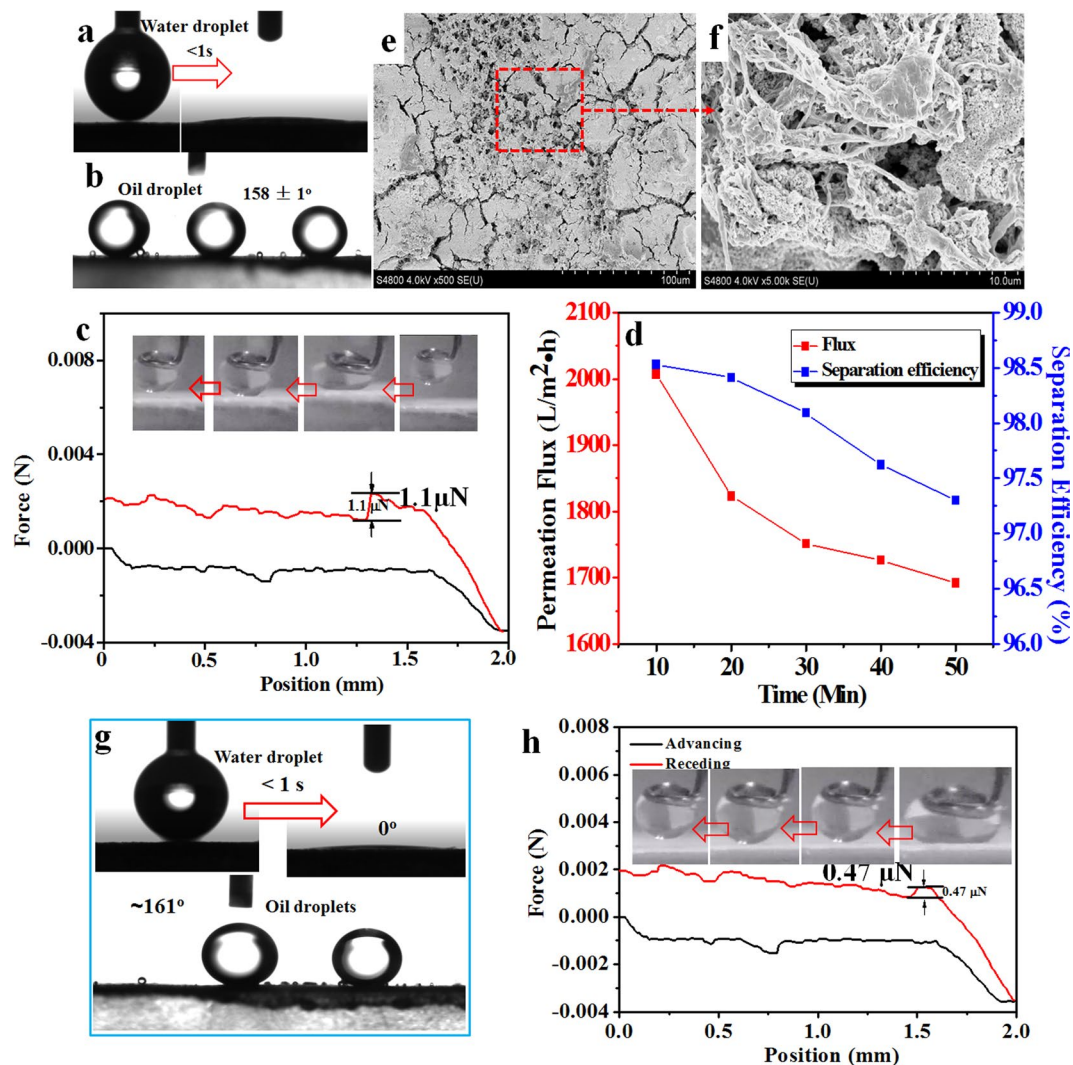 a
Water droplet
<1s
b
Oil droplet
158 ± 1°
e
S4800 4.0kV x500 SE(U)
100um
f
S4800 4.0kV x5.00k SE(U)
10.0um
c
0.008
0.004
0.000
-0.004
Force (N)
1.1 μN
1.1μN
0
0.5
1.0
1.5
2.0
Position (mm)
d
Flux
Separation efficiency
2100
2000
1900
1800
1700
1600
Permeation Flux (L/m²•h)
99.0
98.5
98.0
97.5
97.0
96.5
96.0
Separation Efficiency (%)
10
20
30
40
50
Time (Min)
g
Water droplet
< 1 s
0°
~161°
Oil droplets
h
Advancing
Receding
0.008
0.006
0.004
0.002
0.000
-0.002
-0.004
Force (N)
0.47 μN
0.47 μN
0.0
0.5
1.0
1.5
2.0
Position (mm)